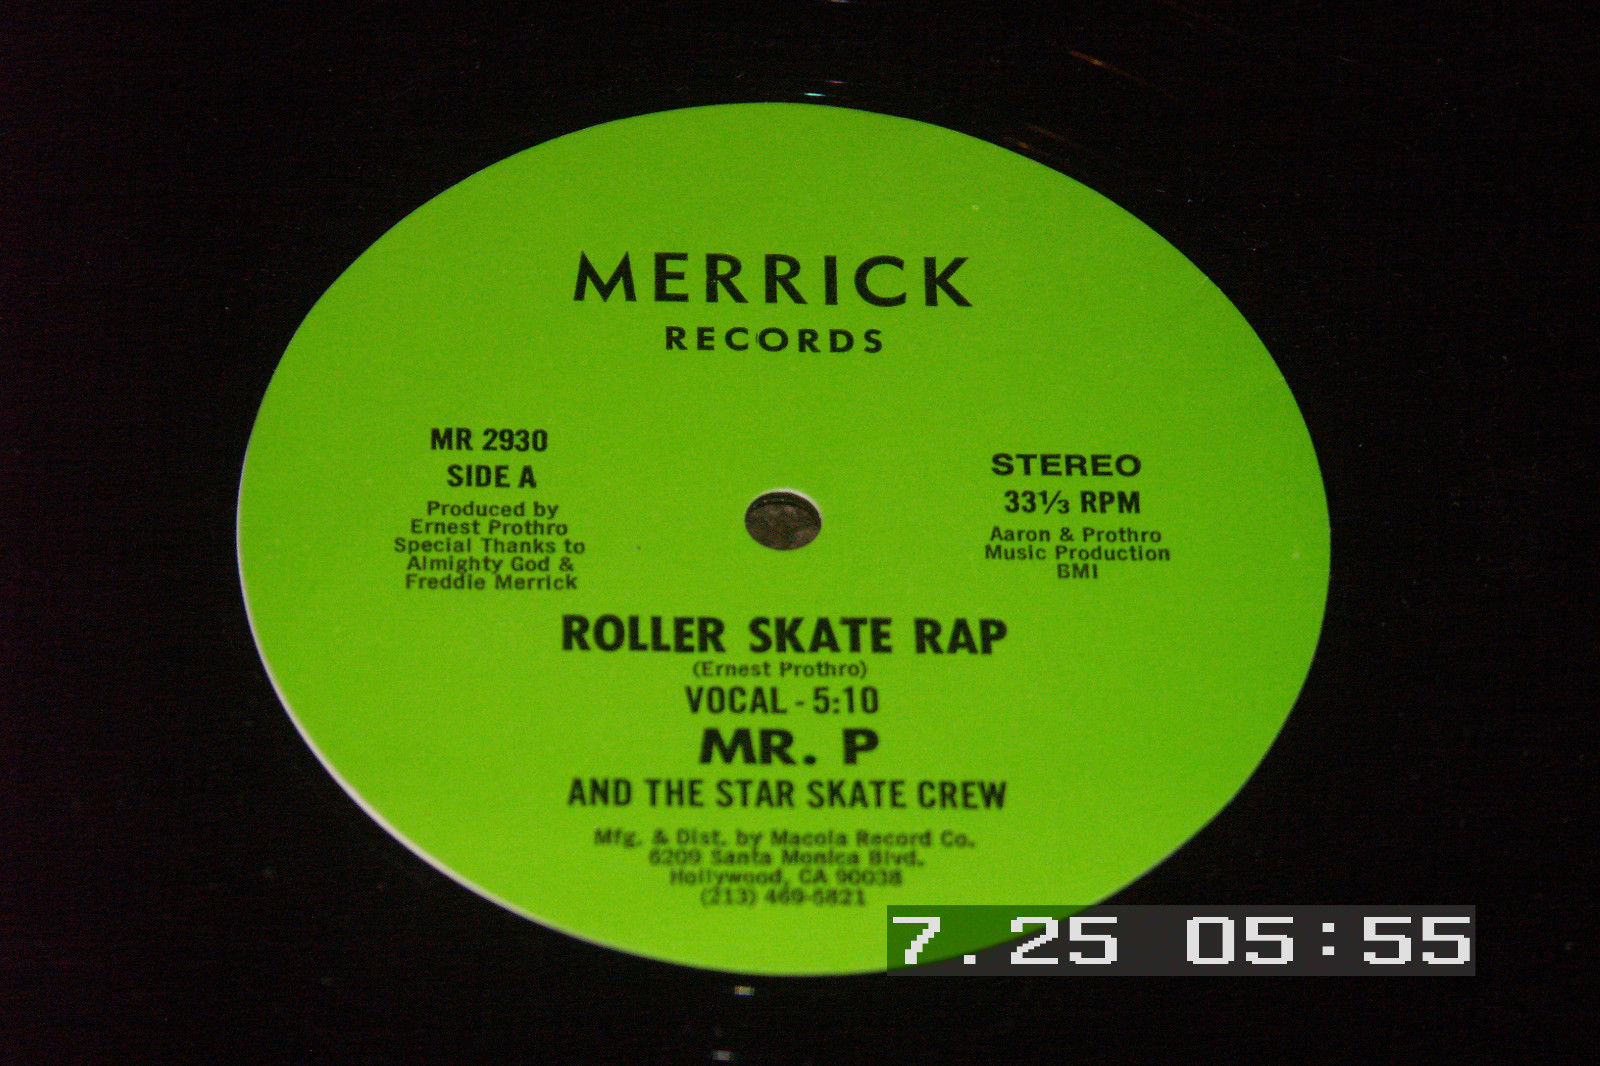 MERRICK
RECORDS
MR 2930
SIDE A
Produced by
Ernest Prothro
Special Thanks to
Almighty God &
Freddie Merrick
STEREO
33⅓ RPM
Aaron & Prothro
Music Production
BMI
ROLLER SKATE RAP
(Ernest Prothro)
VOCAL - 5:10
MR. P
AND THE STAR SKATE CREW
Mfg. & Dist. by Macola Record Co.
6209 Santa Monica Blvd.
Hollywood, CA 90038
(213) 469-5821
7.25 05:55